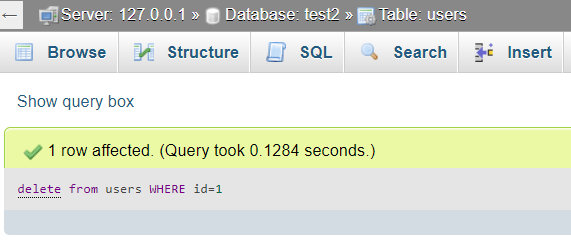 ← Server: 127.0.0.1 » Database: test2 » Table: users
Browse Structure SQL Search Insert
Show query box
1 row affected. (Query took 0.1284 seconds.)
delete from users WHERE id=1